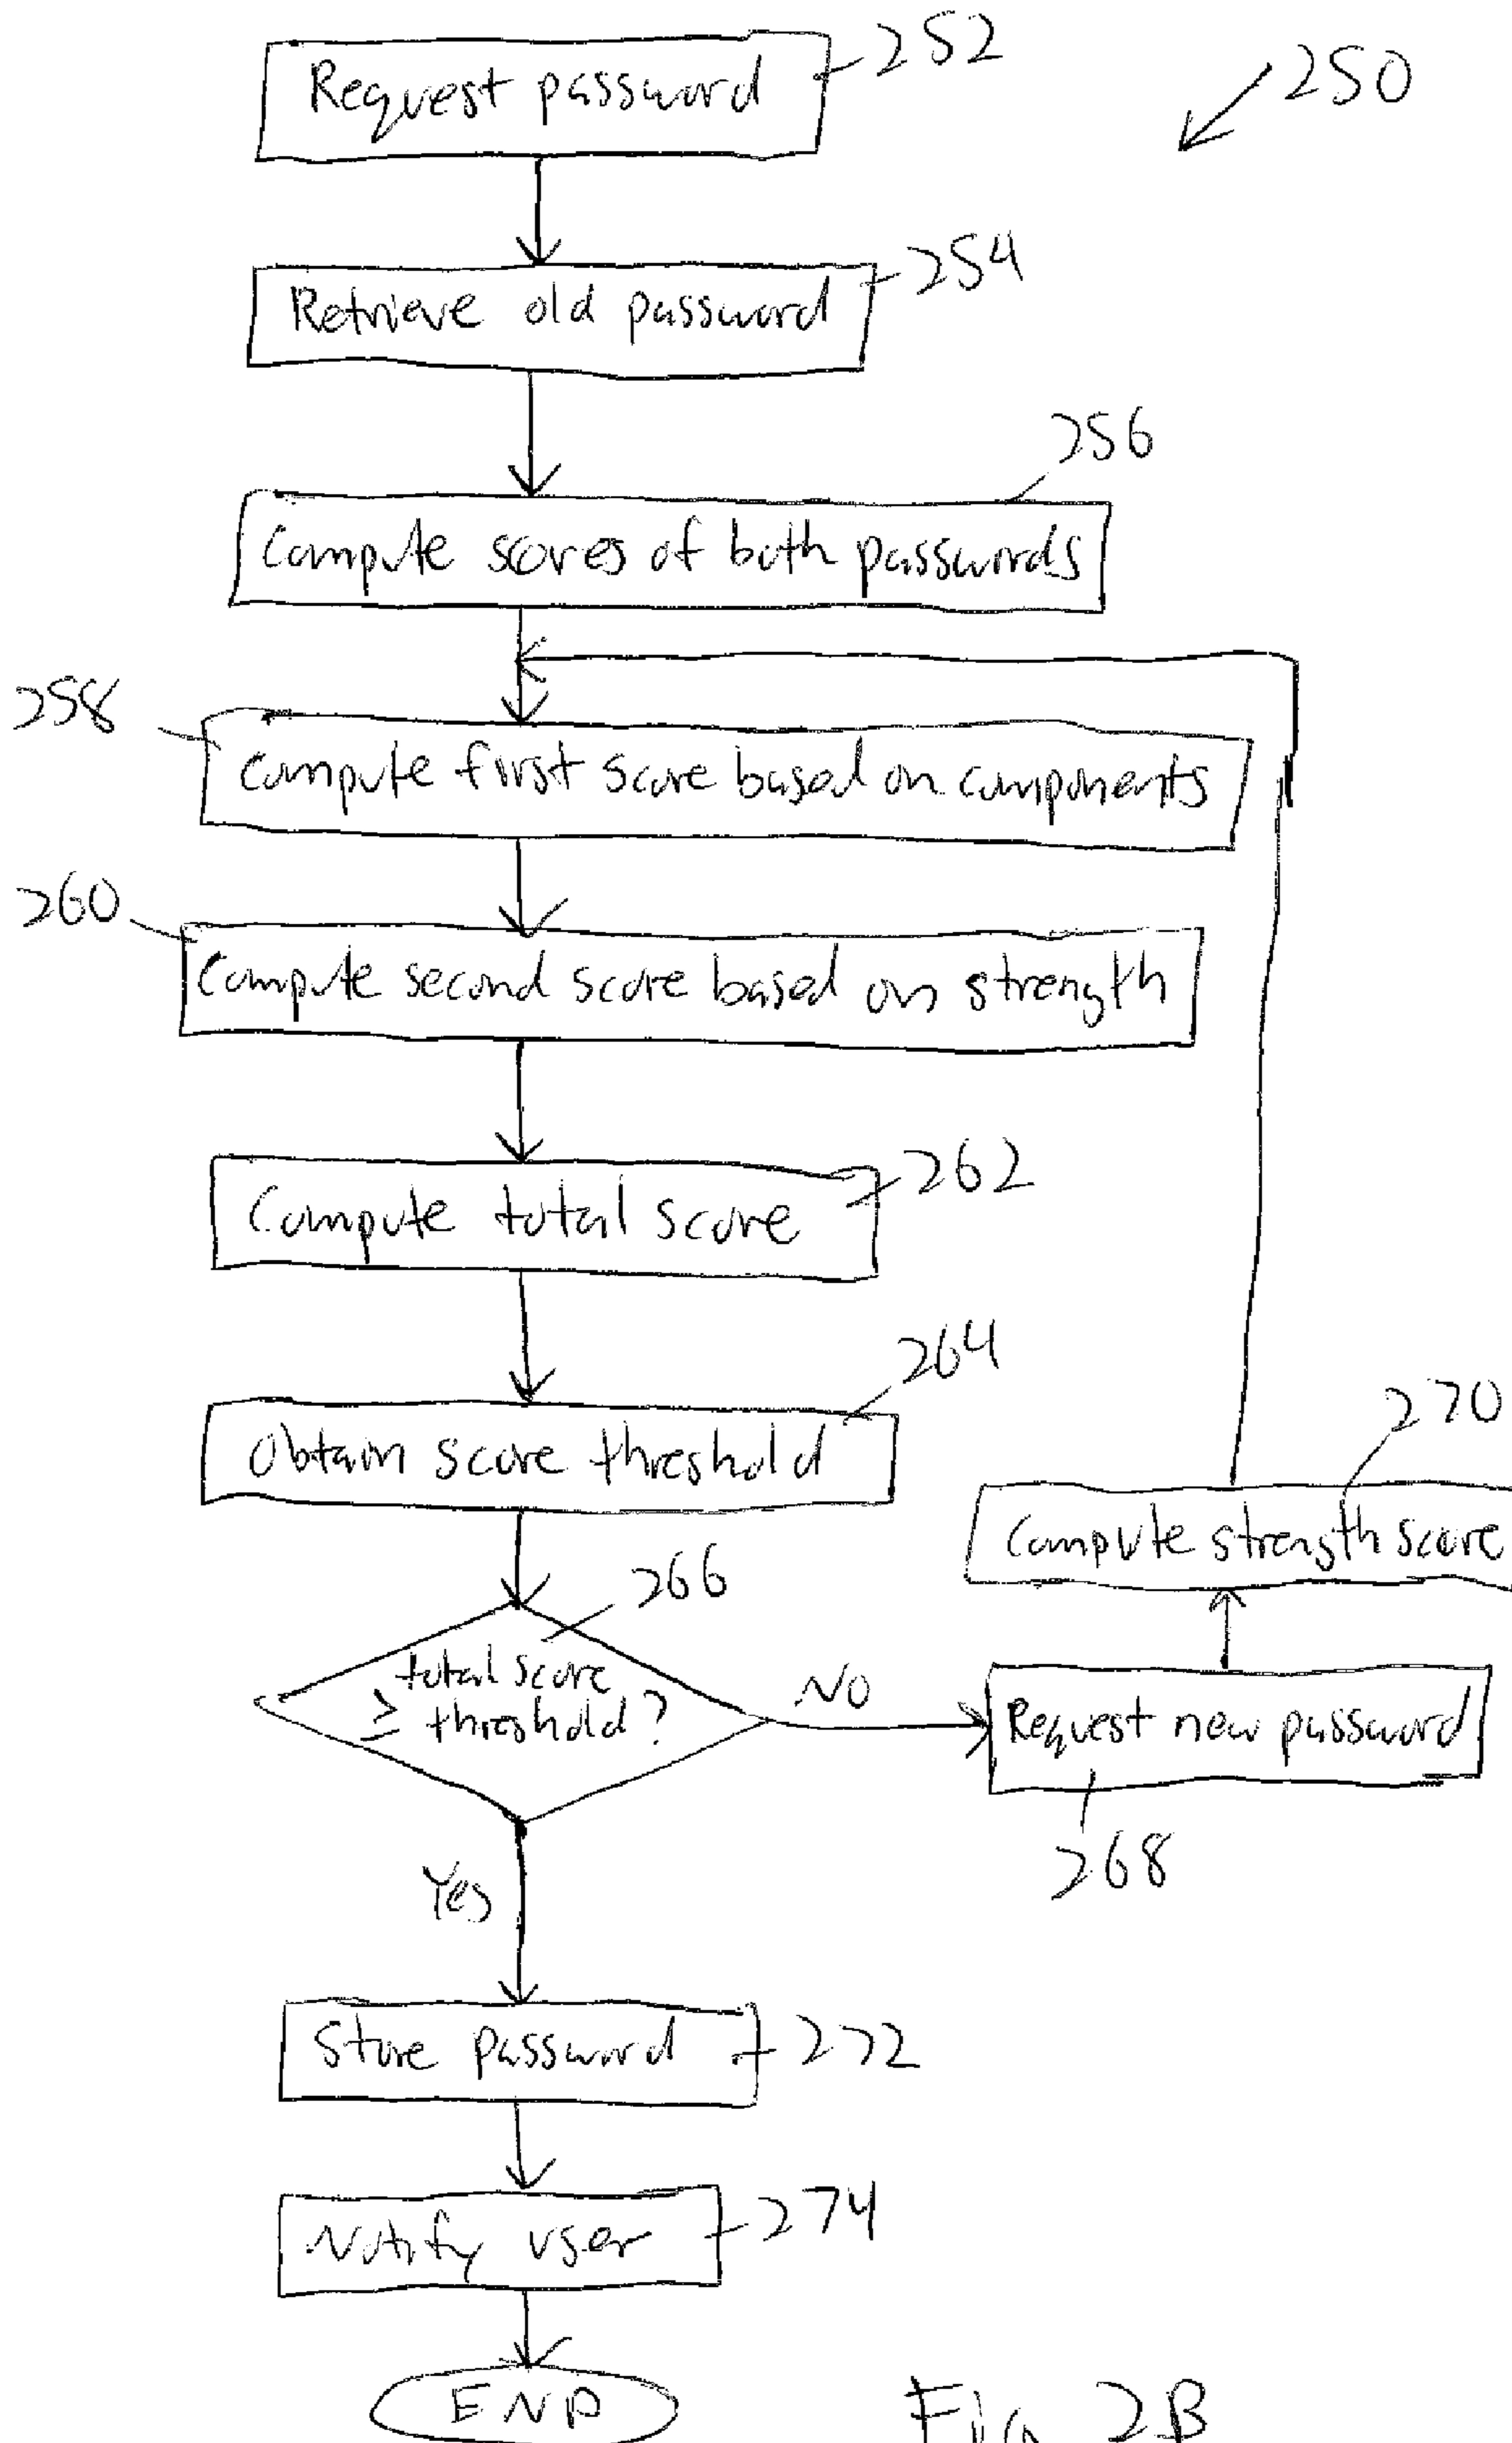 Request password
252
250
Retrieve old password
254
256
Compute scores of both passwords
258
Compute first score based on components
260
Compute second score based on strength
Compute total score
262
264
Obtain score threshold
270
Compute strength score
266
total score
≥ threshold?
No
Request new password
268
Yes
Store password
272
Notify user
274
END
Fig 2B